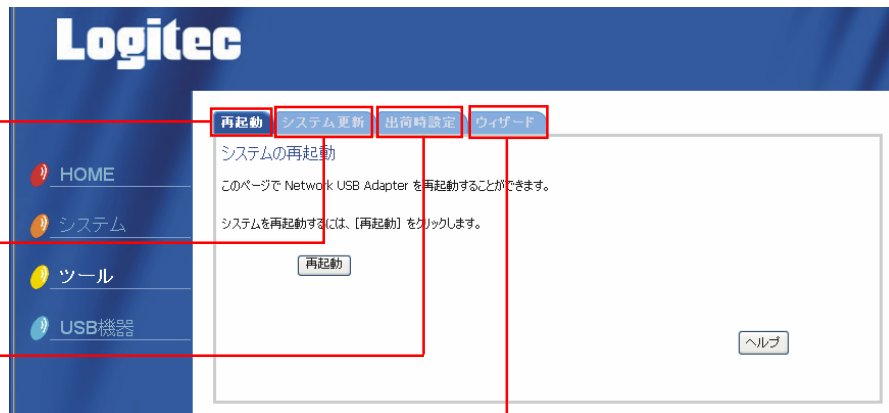 Logitec
再起動 システム更新 出荷時設定 ウィザード
システムの再起動
このページで Network USB Adapter を再起動することができます。
システムを再起動するには、[再起動] をクリックします。
再起動
ヘルプ
HOME
システム
ツール
USB機器